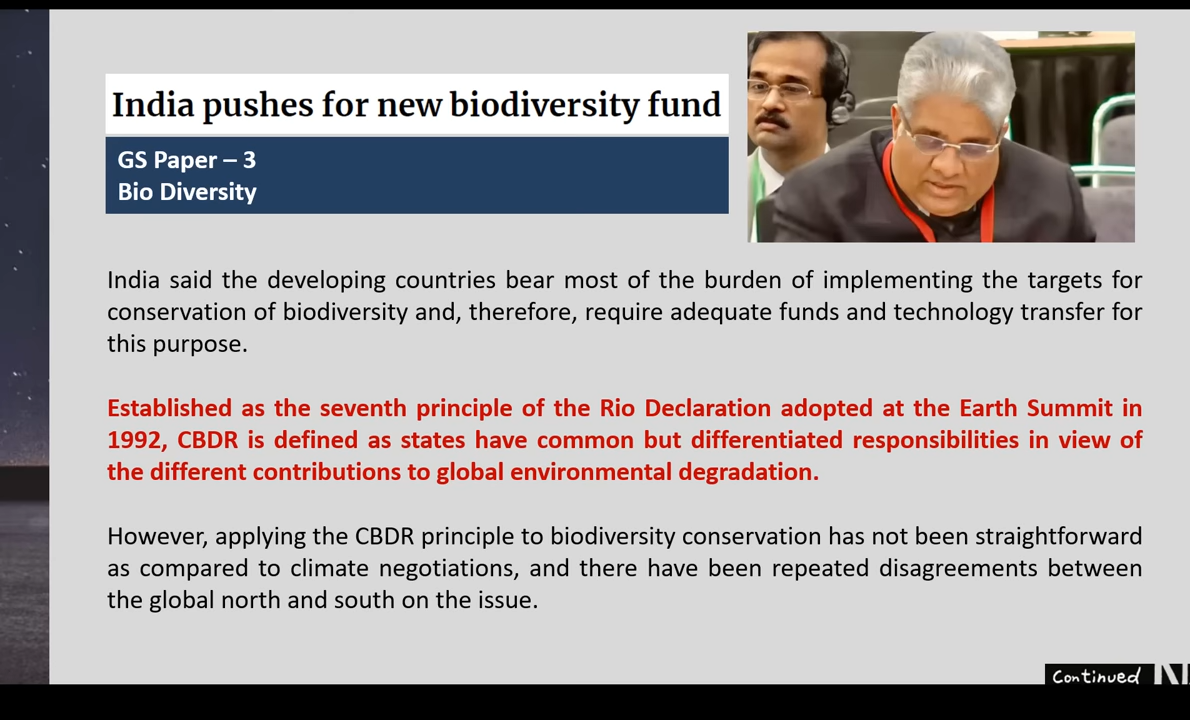 India pushes for new biodiversity fund
GS Paper – 3
Bio Diversity
India said the developing countries bear most of the burden of implementing the targets for
conservation of biodiversity and, therefore, require adequate funds and technology transfer for
this purpose.
Established as the seventh principle of the Rio Declaration adopted at the Earth Summit in
1992, CBDR is defined as states have common but differentiated responsibilities in view of
the different contributions to global environmental degradation.
However, applying the CBDR principle to biodiversity conservation has not been straightforward
as compared to climate negotiations, and there have been repeated disagreements between
the global north and south on the issue.
Continued